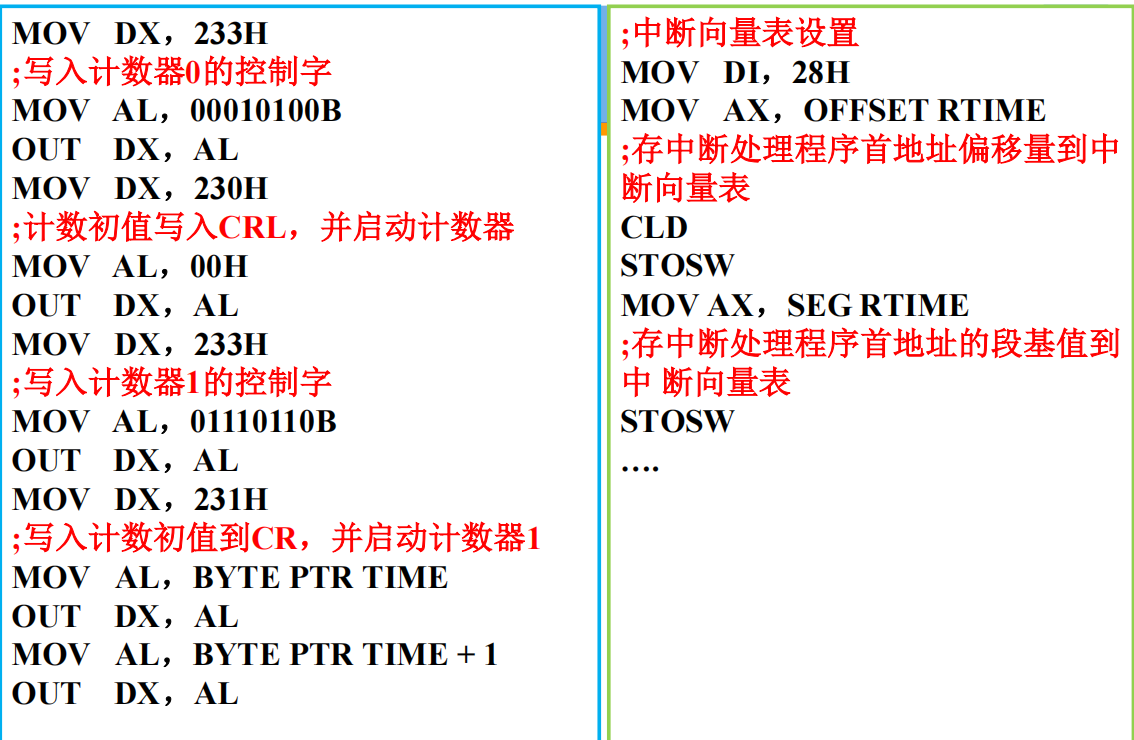 MOV DX，233H
;写入计数器0的控制字
MOV AL，00010100B
OUT DX，AL
MOV DX，230H
;计数初值写入CRL，并启动计数器
MOV AL，00H
OUT DX，AL
MOV DX，233H
;写入计数器1的控制字
MOV AL，01110110B
OUT DX，AL
MOV DX，231H
;写入计数初值到CR，并启动计数器1
MOV AL，BYTE PTR TIME
OUT DX，AL
MOV AL，BYTE PTR TIME + 1
OUT DX，AL
;中断向量表设置
MOV DI，28H
MOV AX，OFFSET RTIME
;存中断处理程序首地址偏移量到中
断向量表
CLD
STOSW
MOV AX，SEG RTIME
;存中断处理程序首地址的段基值到
中 断向量表
STOSW
….